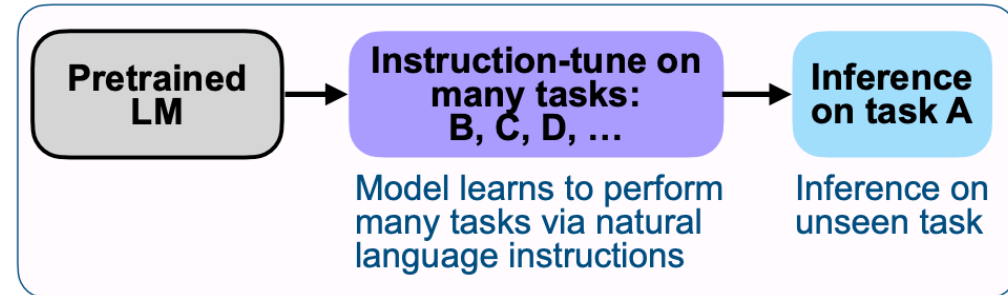 Pretrained
LM
Instruction-tune on
many tasks:
B, C, D, …
Inference
on task A
Model learns to perform
many tasks via natural
language instructions
Inference on
unseen task